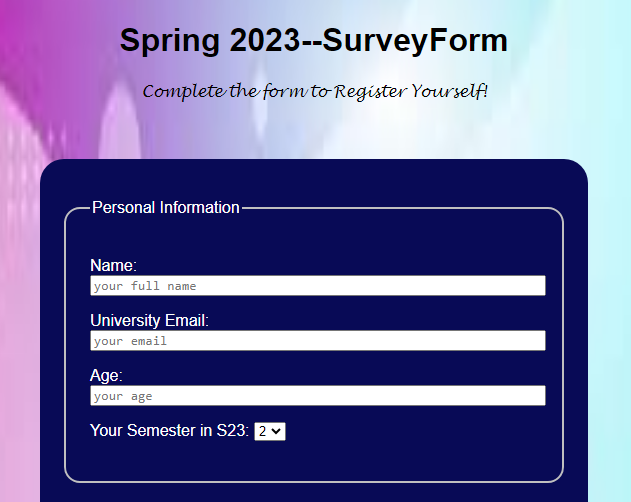 Spring 2023--SurveyForm
Complete the form to Register Yourself!
Personal Information
Name:
your full name
University Email:
your email
Age:
your age
Your Semester in S23: 2